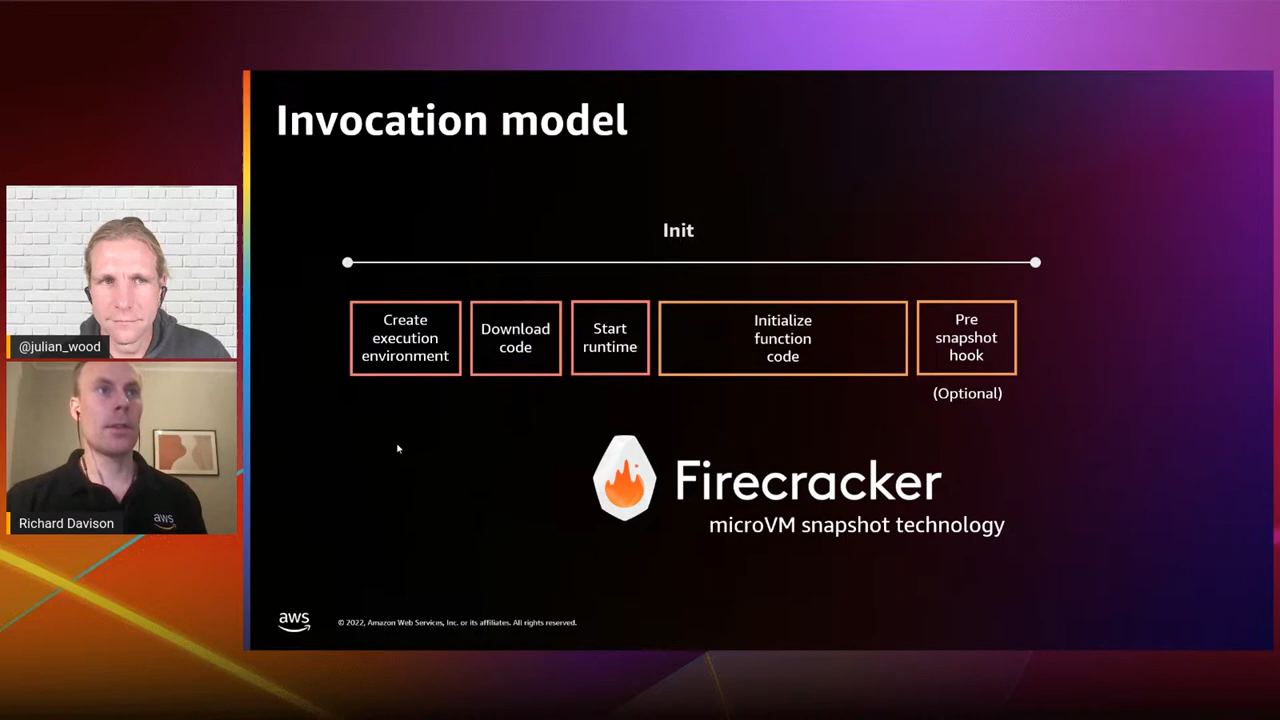 Invocation model
Init
Create
execution
environment
Download
code
Start
runtime
Initialize
function
code
Pre
snapshot
hook
(Optional)
Firecracker
microVM snapshot technology
@julian_wood
aws
Richard Davison
aws
© 2022, Amazon Web Services, Inc. or its affiliates. All rights reserved.